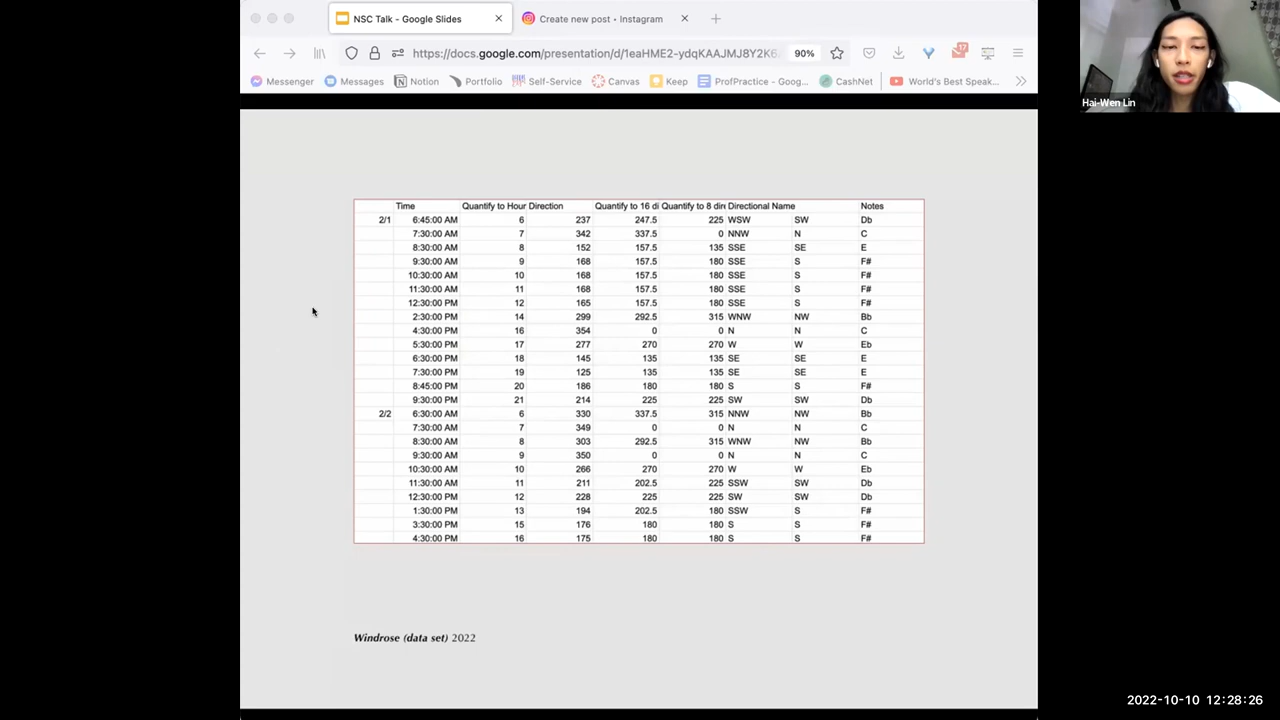 NSC Talk - Google Slides
Create new post • Instagram
https://docs.google.com/presentation/d/1eaHME2-ydqKAAJMJ8Y2K6
90%
17
Messenger Messages Notion Portfolio Self-Service Canvas Keep ProfPractice - Goog... CashNet World's Best Speak...
Hai-Wen Lin
Time Quantify to Hour Direction Quantify to 16 di Quantify to 8 dire Directional Name Notes
2/1 6:45:00 AM 6 237 247.5 225 WSW SW Db
7:30:00 AM 7 342 337.5 0 NNW N C
8:30:00 AM 8 152 157.5 135 SSE SE E
9:30:00 AM 9 168 157.5 180 SSE S F#
10:30:00 AM 10 168 157.5 180 SSE S F#
11:30:00 AM 11 168 157.5 180 SSE S F#
12:30:00 PM 12 165 157.5 180 SSE S F#
2:30:00 PM 14 299 292.5 315 WNW NW Bb
4:30:00 PM 16 354 0 0 N N C
5:30:00 PM 17 277 270 270 W W Eb
6:30:00 PM 18 145 135 135 SE SE E
7:30:00 PM 19 125 135 135 SE SE E
8:45:00 PM 20 186 180 180 S S F#
9:30:00 PM 21 214 225 225 SW SW Db
2/2 6:30:00 AM 6 330 337.5 315 NNW NW Bb
7:30:00 AM 7 349 0 0 N N C
8:30:00 AM 8 303 292.5 315 WNW NW Bb
9:30:00 AM 9 350 0 0 N N C
10:30:00 AM 10 266 270 270 W W Eb
11:30:00 AM 11 211 202.5 225 SSW SW Db
12:30:00 PM 12 228 225 225 SW SW Db
1:30:00 PM 13 194 202.5 180 SSW S F#
3:30:00 PM 15 176 180 180 S S F#
4:30:00 PM 16 175 180 180 S S F#
Windrose (data set) 2022
2022-10-10 12:28:26